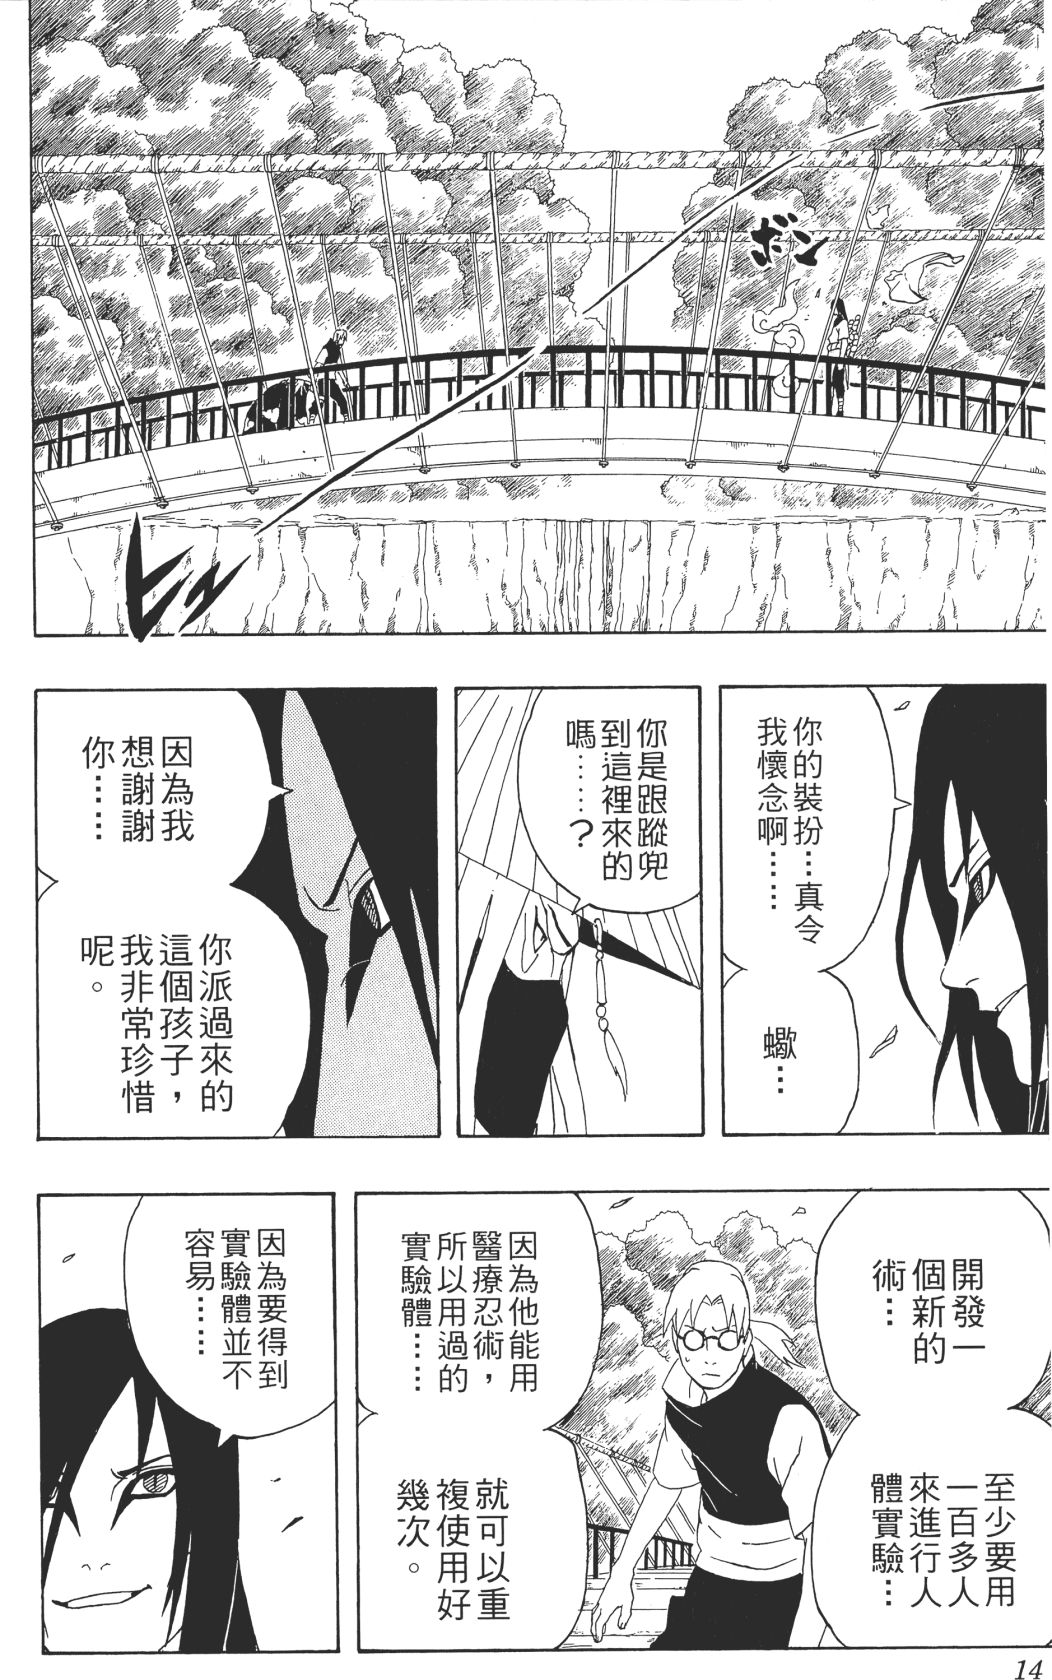 ボン
ビュ
你的裝扮…真令
我懷念啊……
蠍…
你是跟蹤兜
到這裡來的
嗎……？
因為我
想謝謝
你……
你派過來的
這個孩子，
我非常珍惜
呢。
開發一
個新的
術…
至少要用
一百多人
來進行人
體實驗…
因為他能用
醫療忍術，
所以用過的
實驗體……
就可以重
複使用好
幾次。
因為要得到
實驗體並不
容易……
14